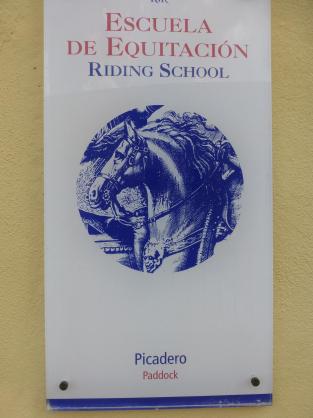 ESCUELA
DE EQUITACIÓN
RIDING SCHOOL
Picadero
Paddock